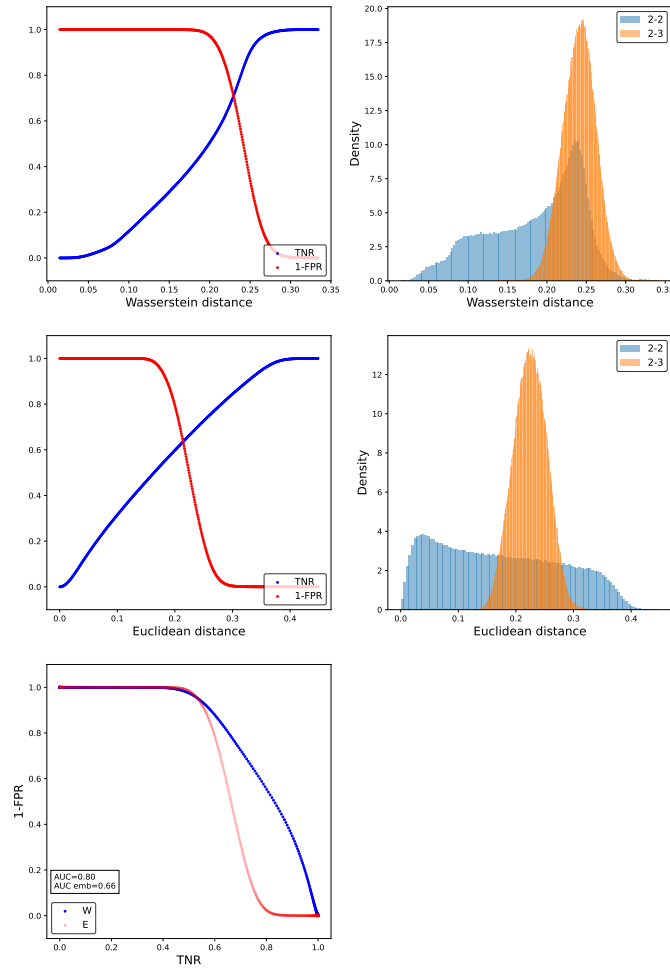 1.0
0.8
0.6
0.4
0.2
0.0
TNR
1-FPR
0.00 0.05 0.10 0.15 0.20 0.25 0.30 0.35
Wasserstein distance
20.0
17.5
15.0
12.5
10.0
7.5
5.0
2.5
0.0
Density
2-2
2-3
0.00 0.05 0.10 0.15 0.20 0.25 0.30 0.35
Wasserstein distance
1.0
0.8
0.6
0.4
0.2
0.0
TNR
1-FPR
0.0 0.1 0.2 0.3 0.4
Euclidean distance
12
10
8
6
4
2
0
Density
2-2
2-3
0.0 0.1 0.2 0.3 0.4
Euclidean distance
1.0
0.8
0.6
0.4
0.2
0.0
1-FPR
AUC=0.80
AUC emb=0.66
W
E
0.0 0.2 0.4 0.6 0.8 1.0
TNR